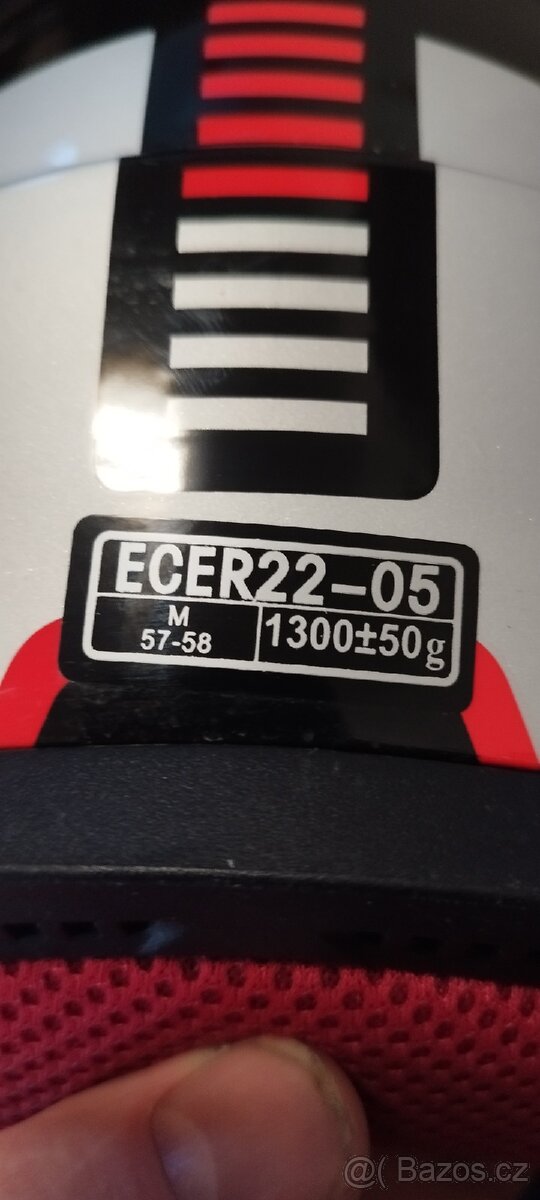 ECER22-05
M
57-58
1300±50g
@( Bazos.cz